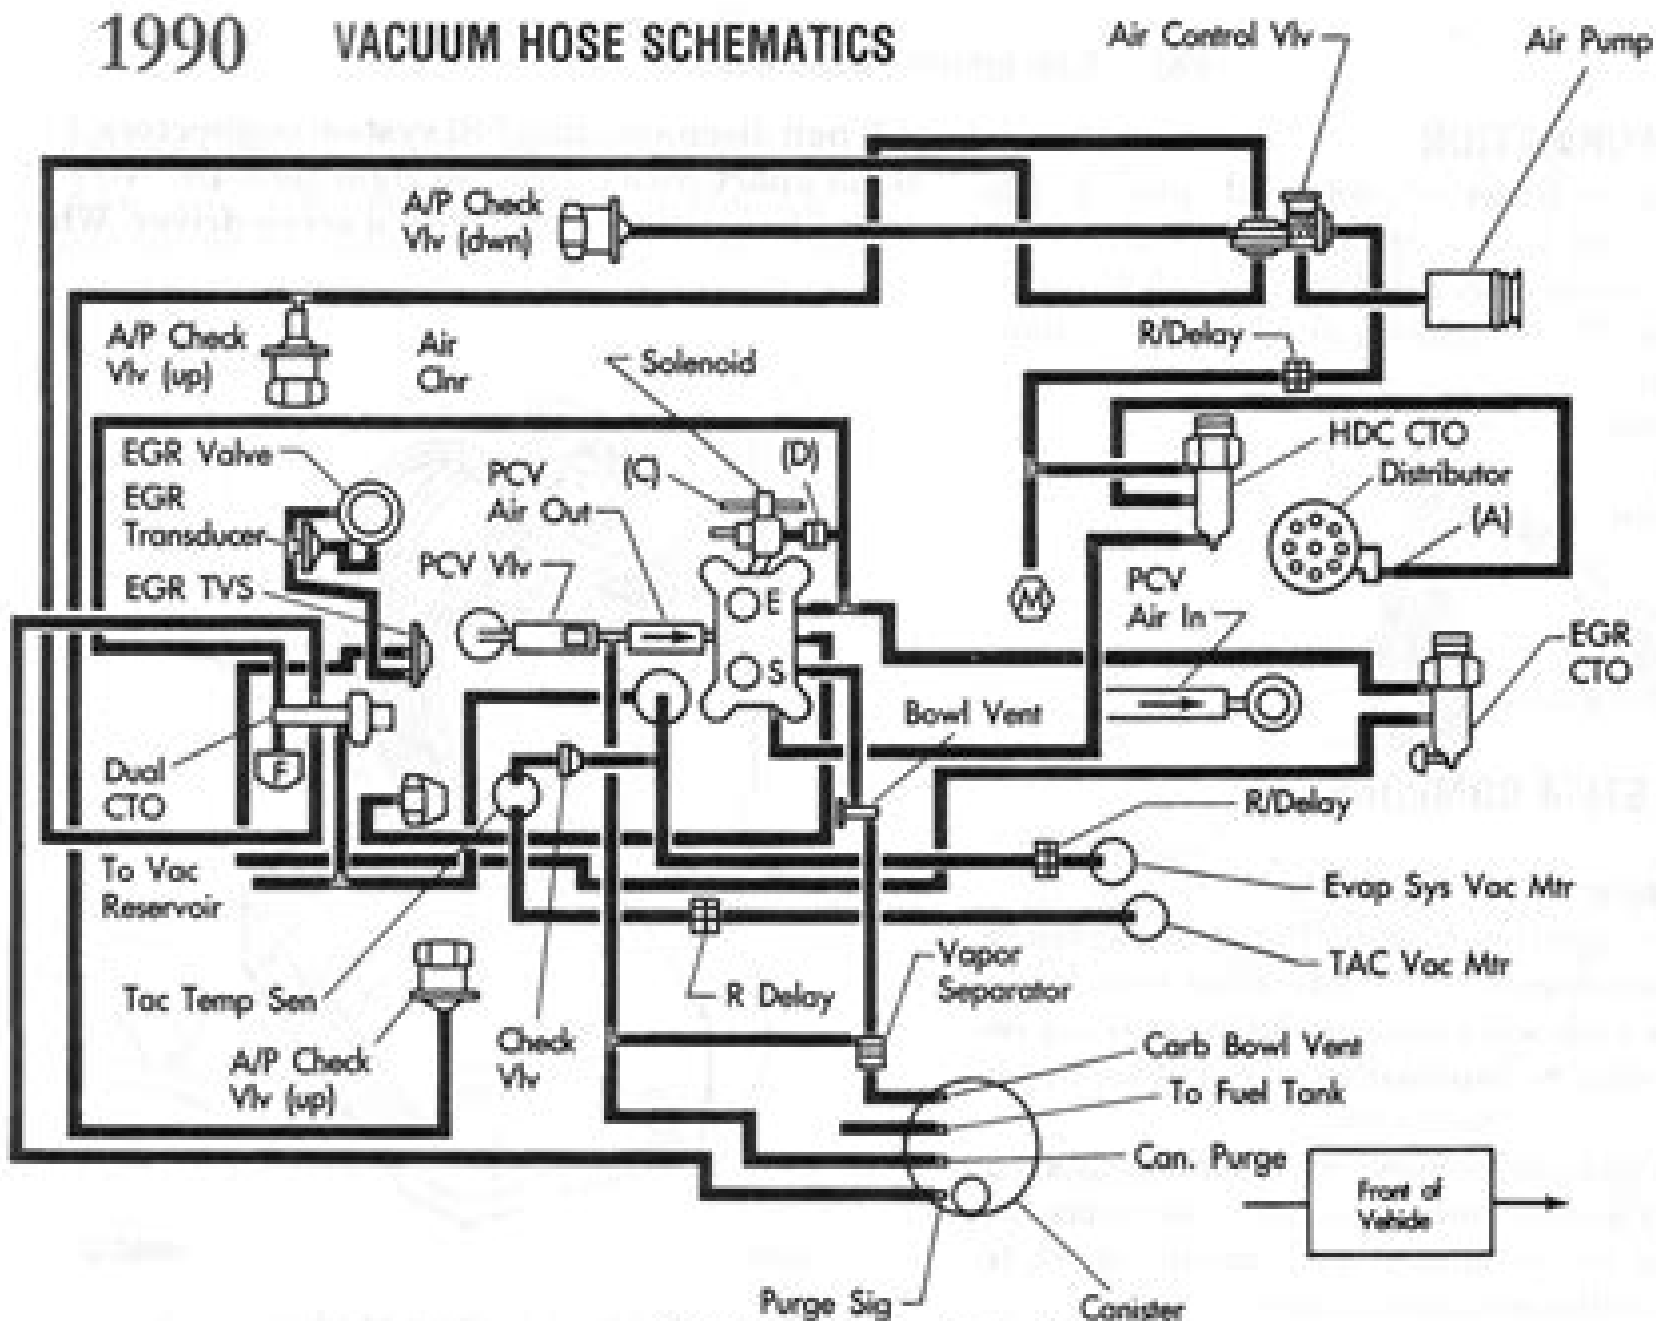 1990 VACUUM HOSE SCHEMATICS
Air Control Vlv
Air Pump
A/P Check
Vlv (dwn)
A/P Check
Vlv (up)
Air
Clnr
Solenoid
R/Delay
EGR Valve
EGR
Transducer
EGR TVS
PCV
Air Out
(C)
(D)
PCV Vlv
HDC CTO
Distributor
(A)
E
S
M
PCV
Air In
EGR
CTO
Dual
CTO
F
Bowl Vent
R/Delay
To Vac
Reservoir
Evap Sys Vac Mtr
TAC Vac Mtr
Tac Temp Sen
R Delay
Vapor
Separator
A/P Check
Vlv (up)
Check
Vlv
Carb Bowl Vent
To Fuel Tank
Can. Purge
Front of
Vehicle
Purge Sig
Canister